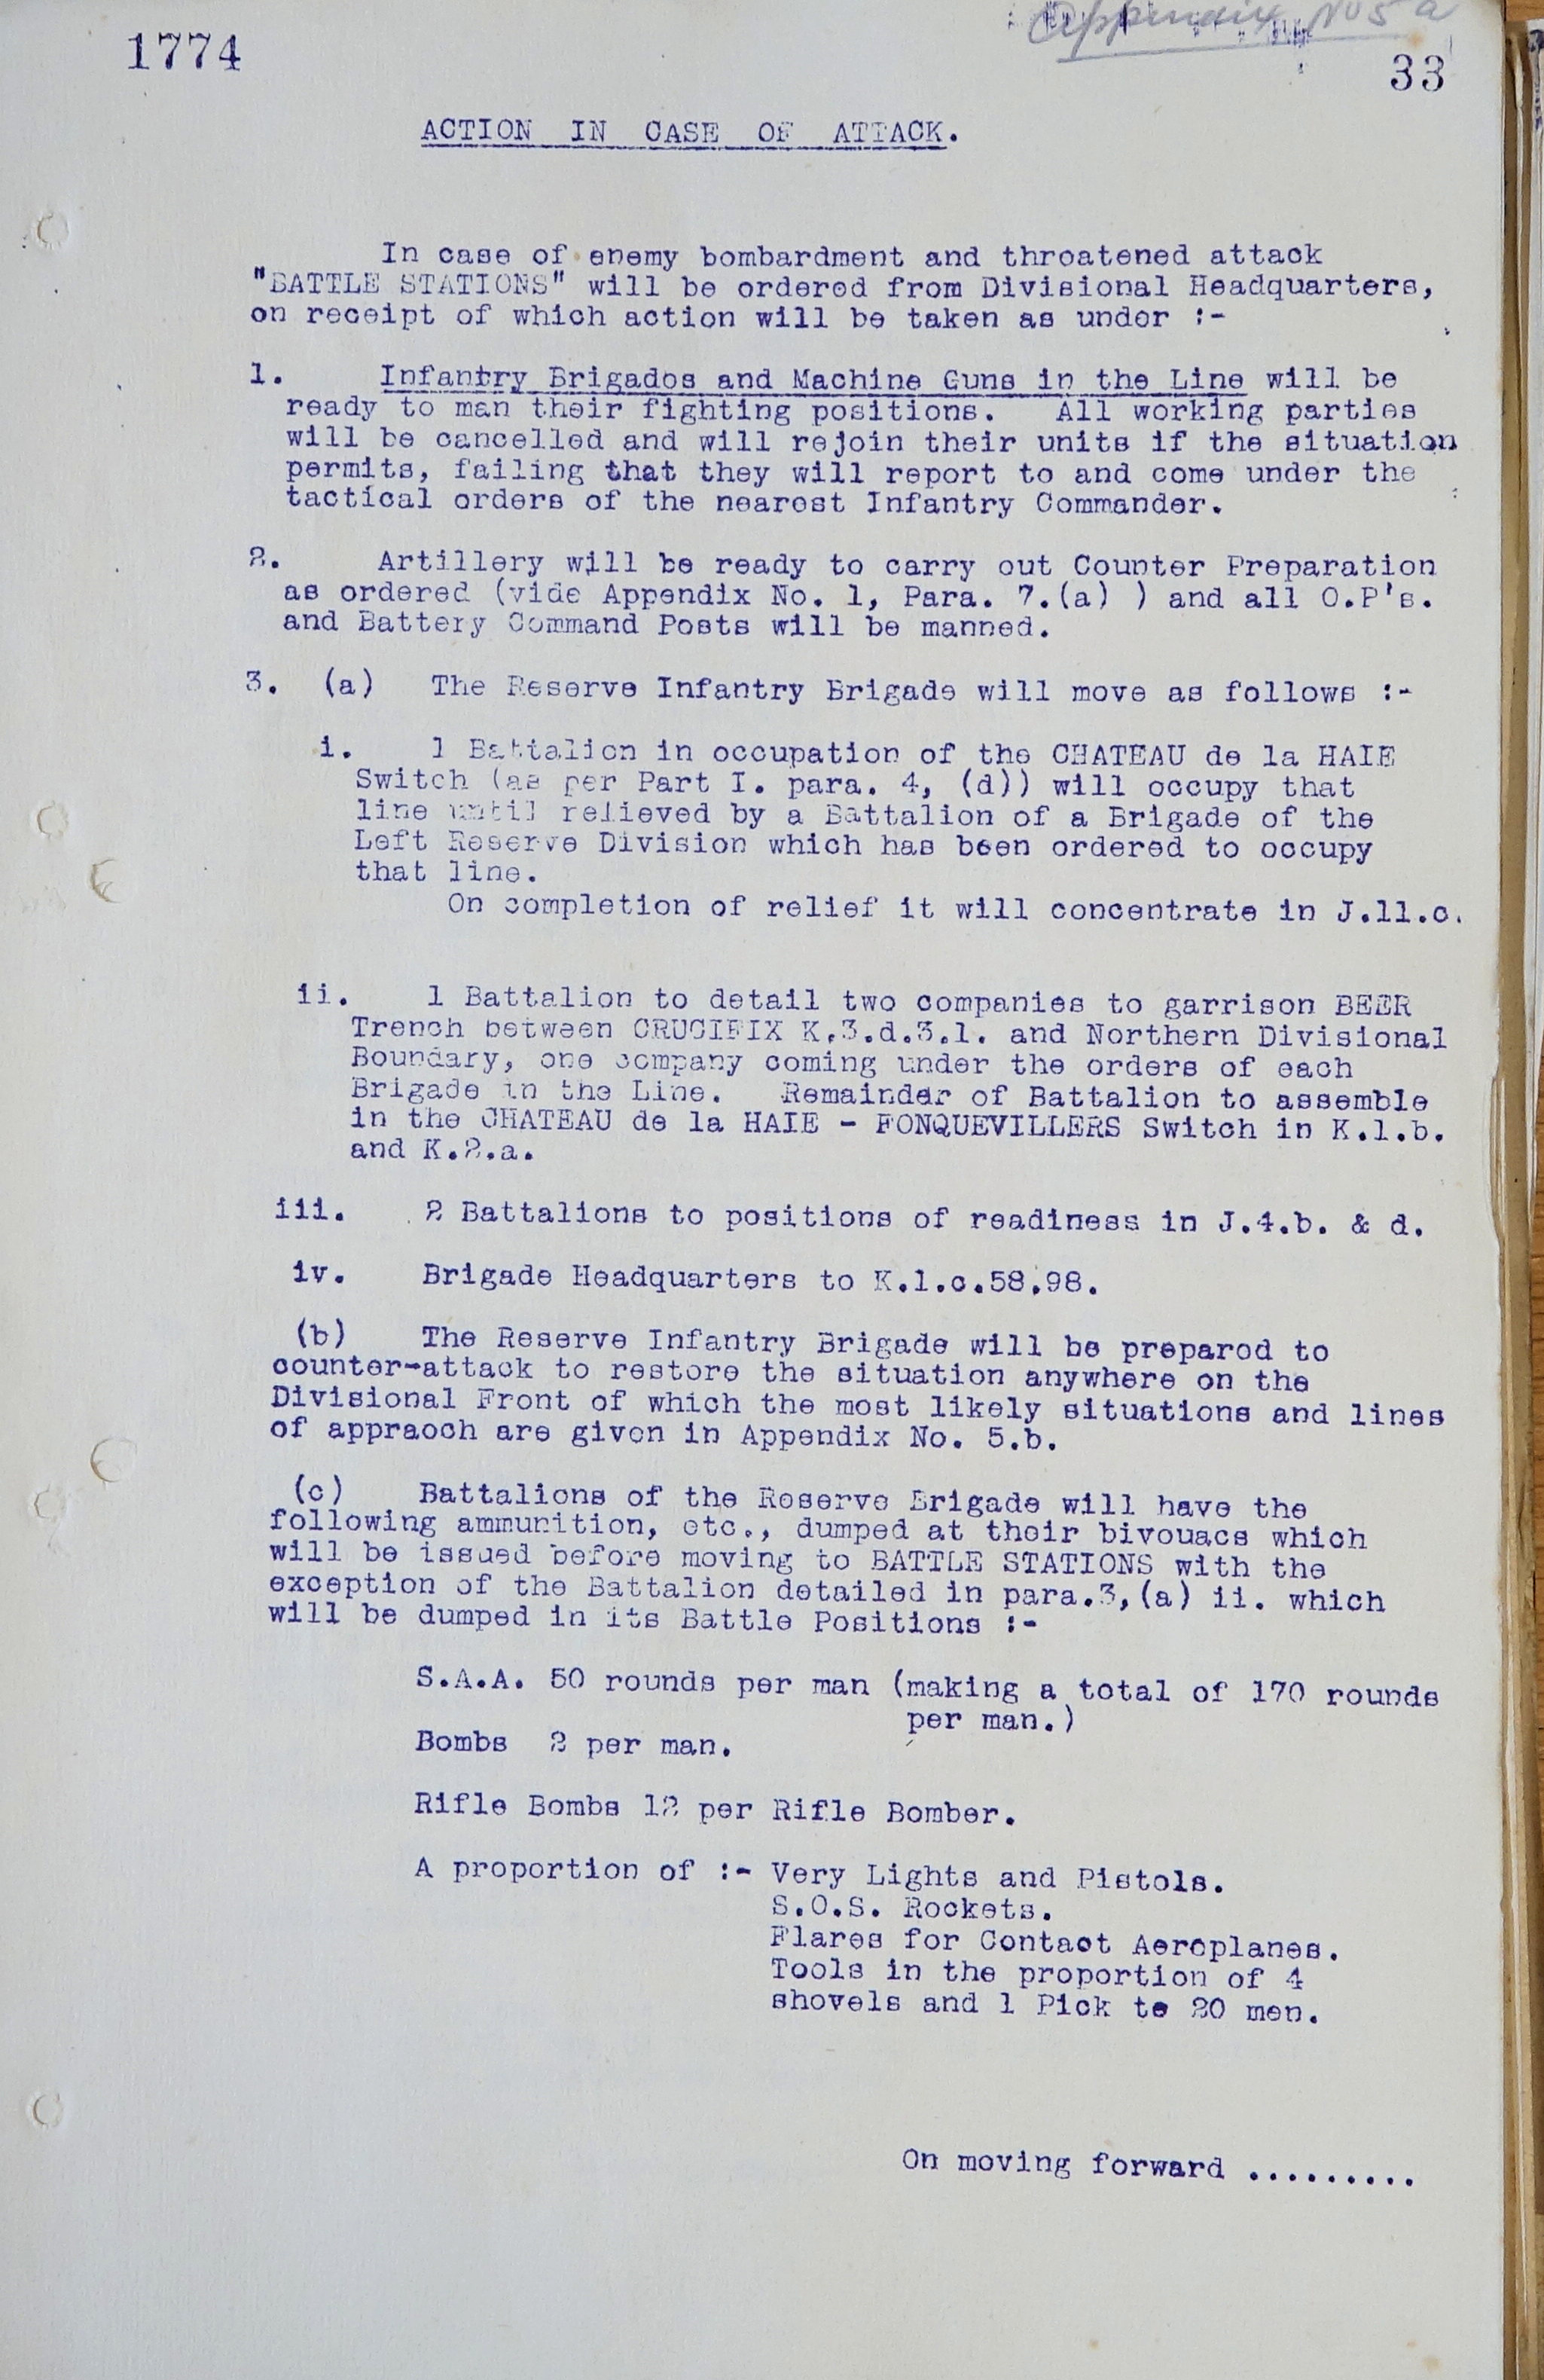 Appendix No 5 a
1774
33
ACTION IN CASE OF ATTACK.
In case of enemy bombardment and throatened attack
"BATTLE STATIONS" will be ordered from Divisional Headquarters,
on receipt of which action will be taken as under :-
1. Infantry Brigades and Machine Guns in the Line will be
ready to man their fighting positions. All working parties
will be cancelled and will rejoin their units if the situation
permits, failing that they will report to and come under the
tactical orders of the nearest Infantry Commander.
2. Artillery will be ready to carry out Counter Preparation
as ordered (vide Appendix No. 1, Para. 7.(a) ) and all O.P's.
and Battery Command Posts will be manned.
3. (a) The Reserve Infantry Brigade will move as follows :-
i. 1 Battalion in occupation of the CHATEAU de la HAIE
Switch (as per Part I. para. 4, (d)) will occupy that
line until relieved by a Battalion of a Brigade of the
Left Reserve Division which has been ordered to occupy
that line.
On completion of relief it will concentrate in J.11.c.
ii. 1 Battalion to detail two companies to garrison BEER
Trench between CRUCIFIX K.3.d.3.1. and Northern Divisional
Boundary, one company coming under the orders of each
Brigade in the Line. Remainder of Battalion to assemble
in the CHATEAU de la HAIE - FONQUEVILLERS Switch in K.1.b.
and K.2.a.
iii. 2 Battalions to positions of readiness in J.4.b. & d.
iv. Brigade Headquarters to K.1.c.58.98.
(b) The Reserve Infantry Brigade will be prepared to
counter-attack to restore the situation anywhere on the
Divisional Front of which the most likely situations and lines
of appraoch are given in Appendix No. 5.b.
(c) Battalions of the Reserve Brigade will have the
following ammunition, etc., dumped at their bivouacs which
will be issued before moving to BATTLE STATIONS with the
exception of the Battalion detailed in para.3,(a) ii. which
will be dumped in its Battle Positions :-
S.A.A. 50 rounds per man (making a total of 170 rounds
per man.)
Bombs 2 per man.
Rifle Bombs 12 per Rifle Bomber.
A proportion of :- Very Lights and Pistols.
S.O.S. Rockets.
Flares for Contact Aeroplanes.
Tools in the proportion of 4
shovels and 1 Pick to 20 men.
On moving forward .........